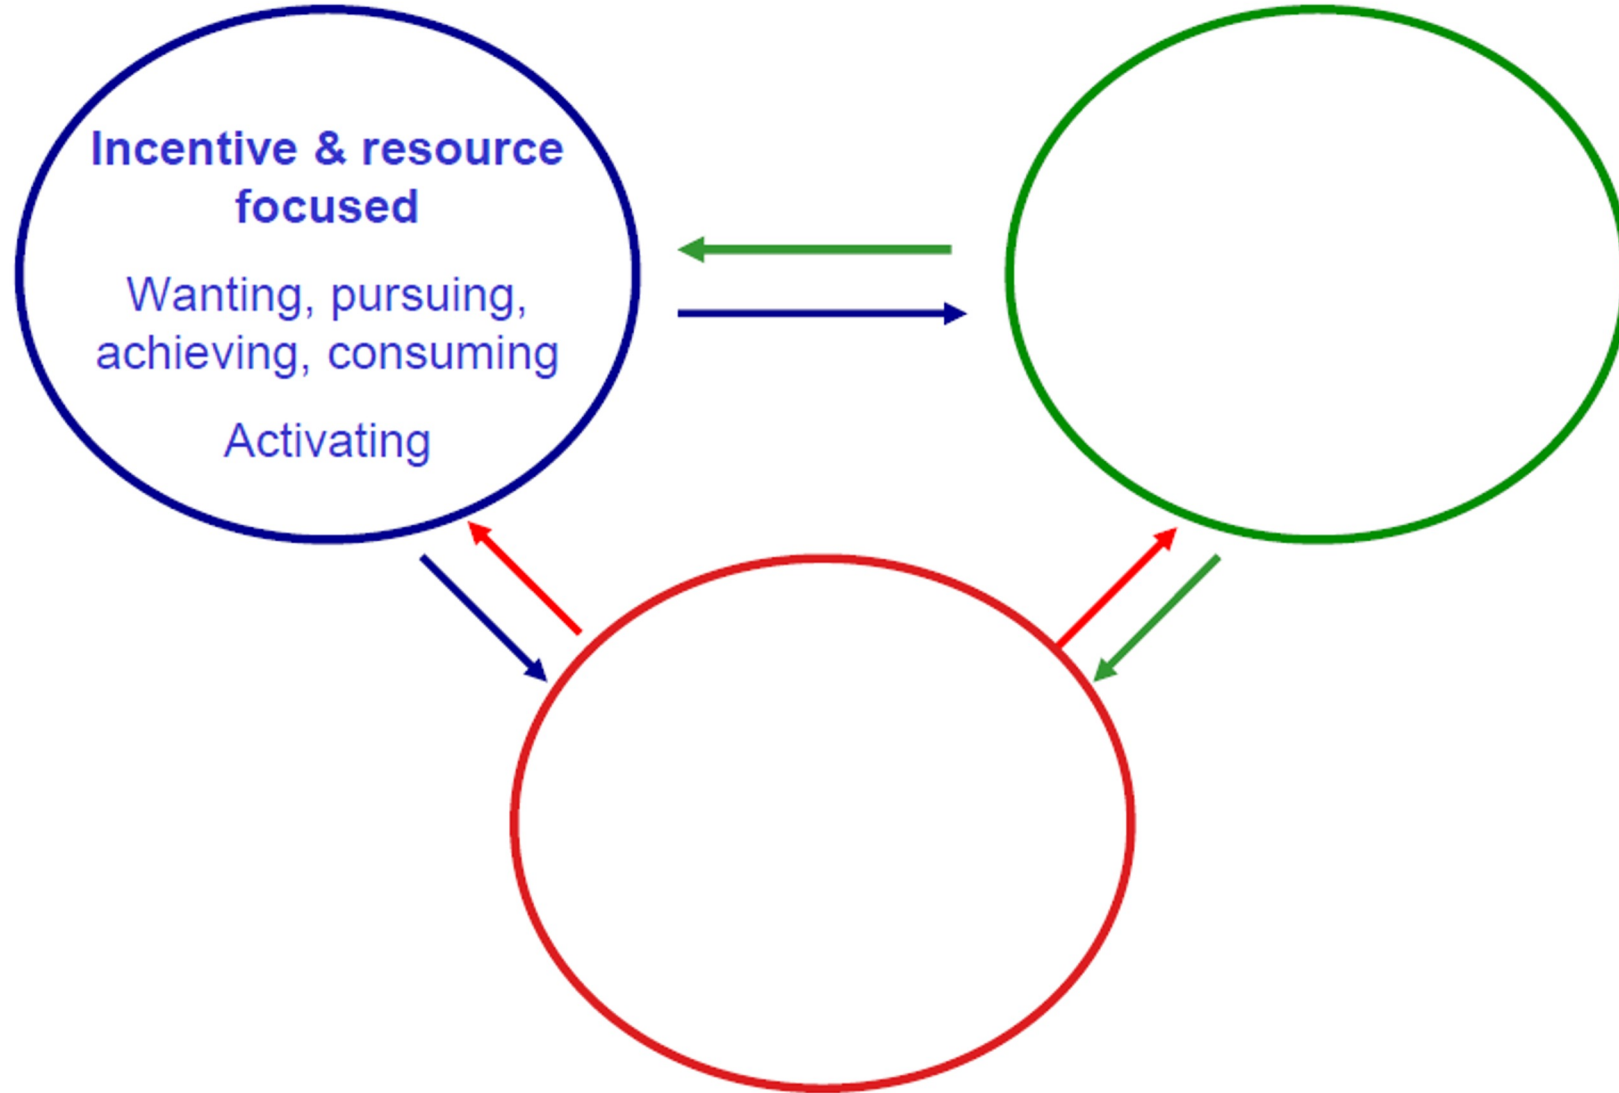 Incentive & resource
focused
Wanting, pursuing,
achieving, consuming
Activating